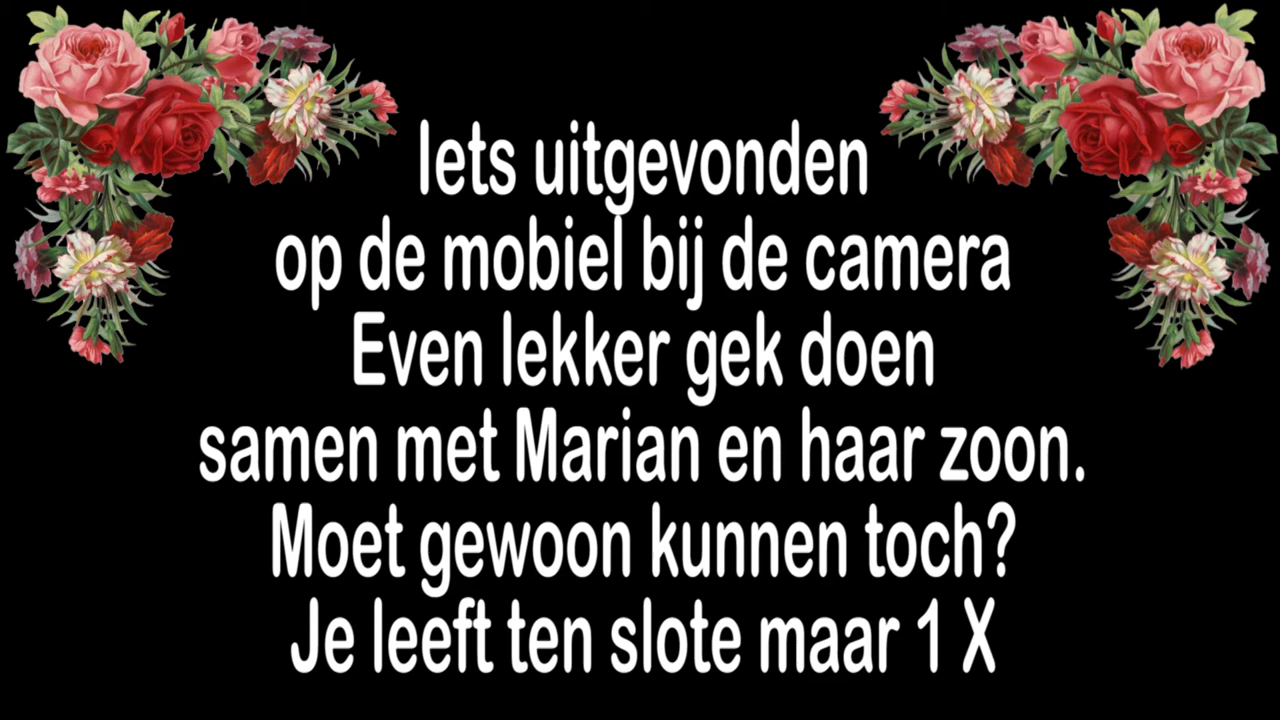 Iets uitgevonden
op de mobiel bij de camera
Even lekker gek doen
samen met Marian en haar zoon.
Moet gewoon kunnen toch?
Je leeft ten slote maar 1 X